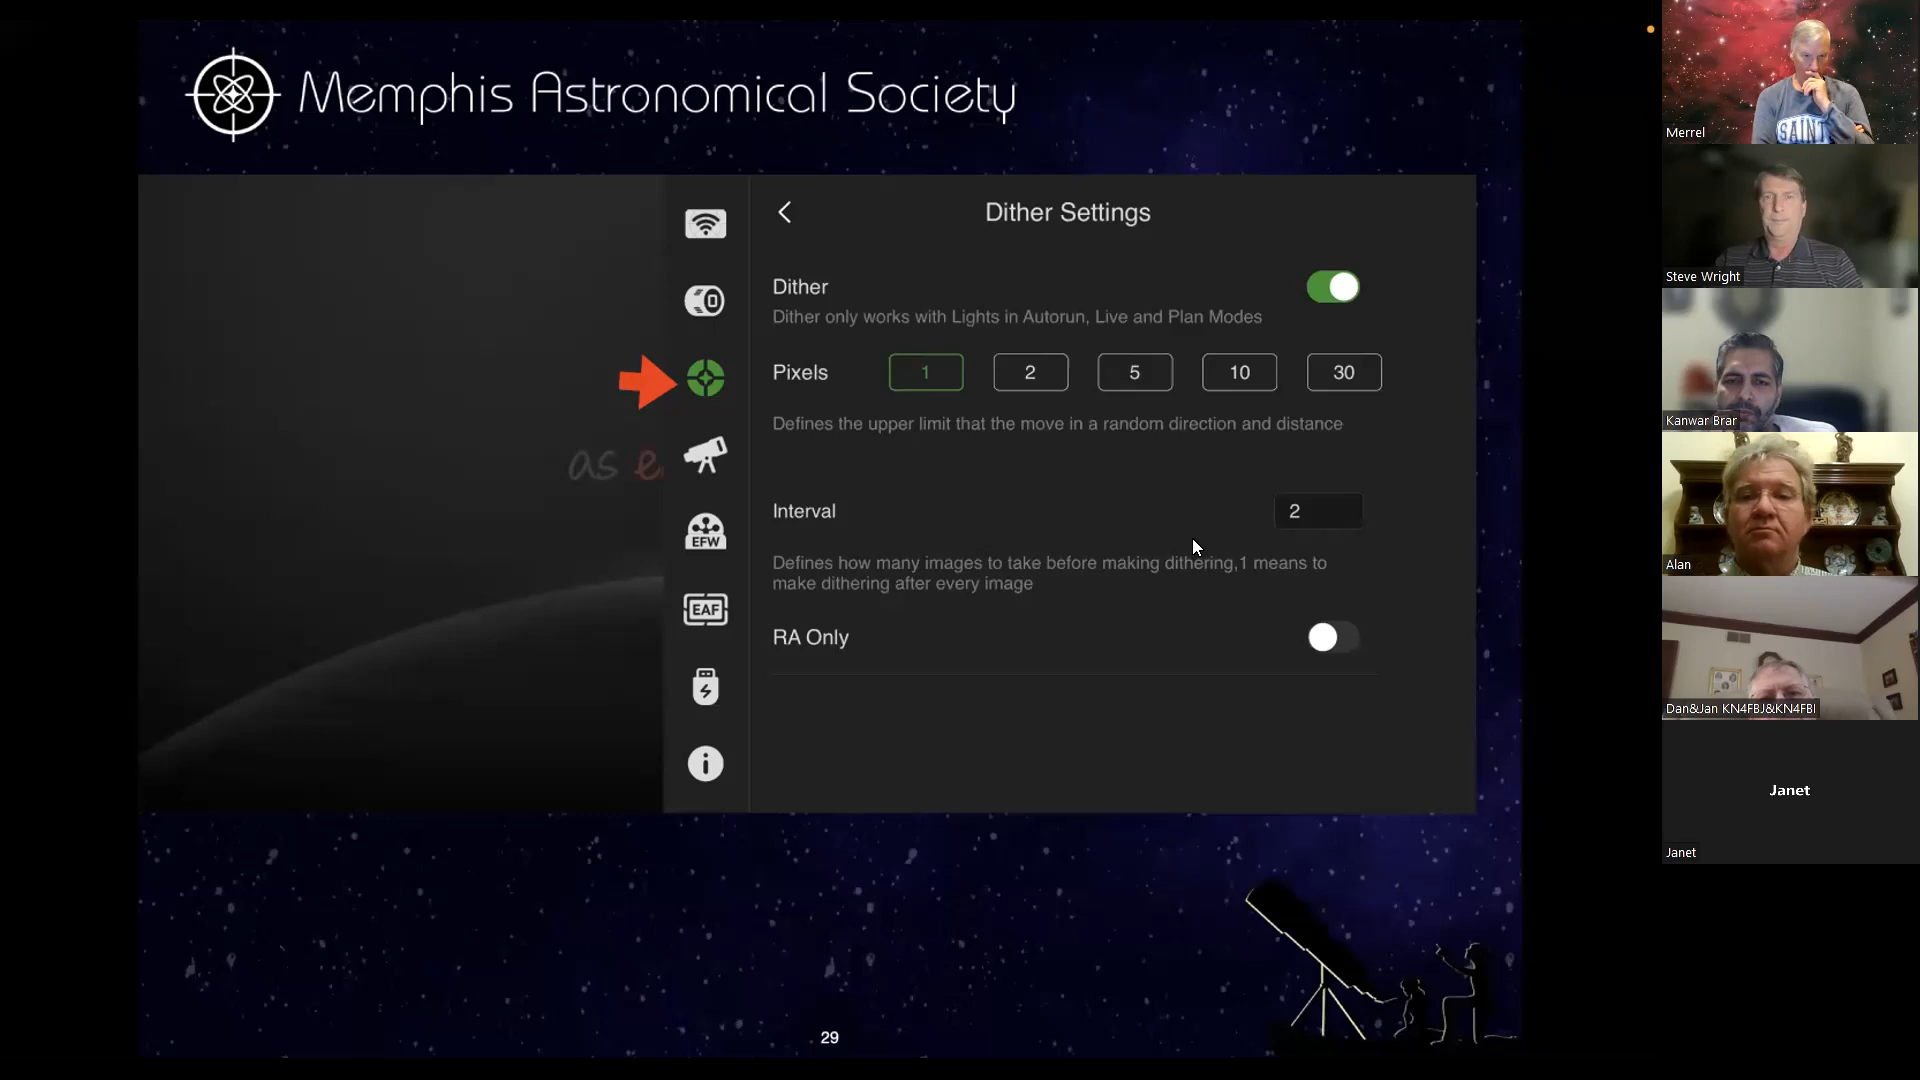 Memphis Astronomical Society
Dither Settings
Dither
Dither only works with Lights in Autorun, Live and Plan Modes
Pixels 1 2 5 10 30
Defines the upper limit that the move in a random direction and distance
as e
Interval 2
Defines how many images to take before making dithering,1 means to
make dithering after every image
RA Only
EFW
EAF
29
SAINT
Merrel
Steve Wright
Kanwar Brar
Alan
Dan&Jan KN4FBJ&KN4FBI
Janet
Janet